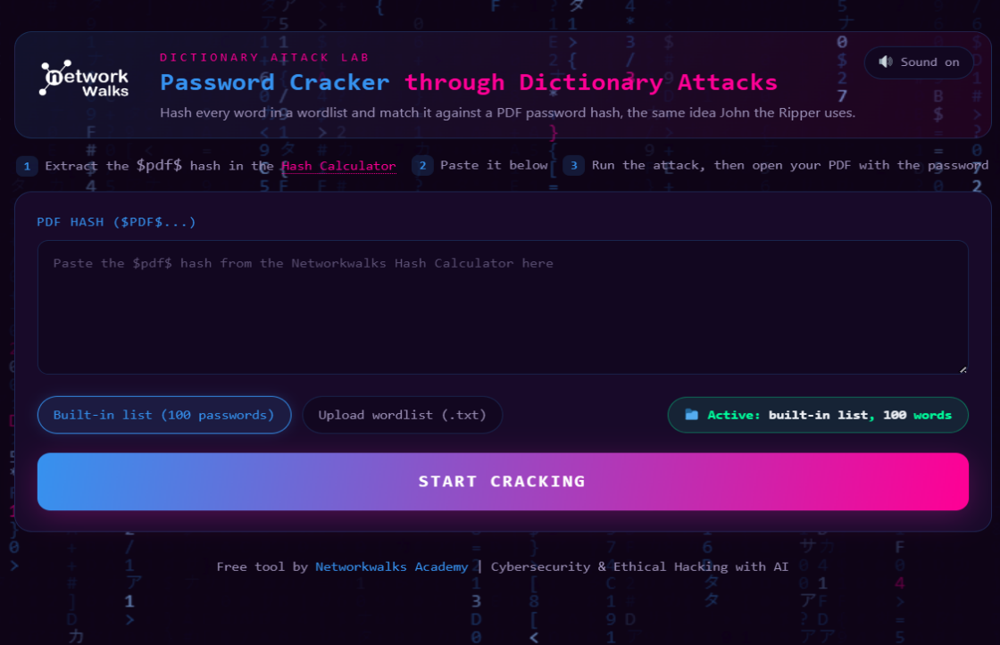 network
Walks
DICTIONARY ATTACK LAB
Password Cracker through Dictionary Attacks
Hash every word in a wordlist and match it against a PDF password hash, the same idea John the Ripper uses.
Sound on
1 Extract the $pdf$ hash in the Hash Calculator 2 Paste it below 3 Run the attack, then open your PDF with the password
PDF HASH ($PDF$...)
Paste the $pdf$ hash from the Networkwalks Hash Calculator here
Built-in list (100 passwords) Upload wordlist (.txt) Active: built-in list, 100 words
START CRACKING
Free tool by Networkwalks Academy | Cybersecurity & Ethical Hacking with AI